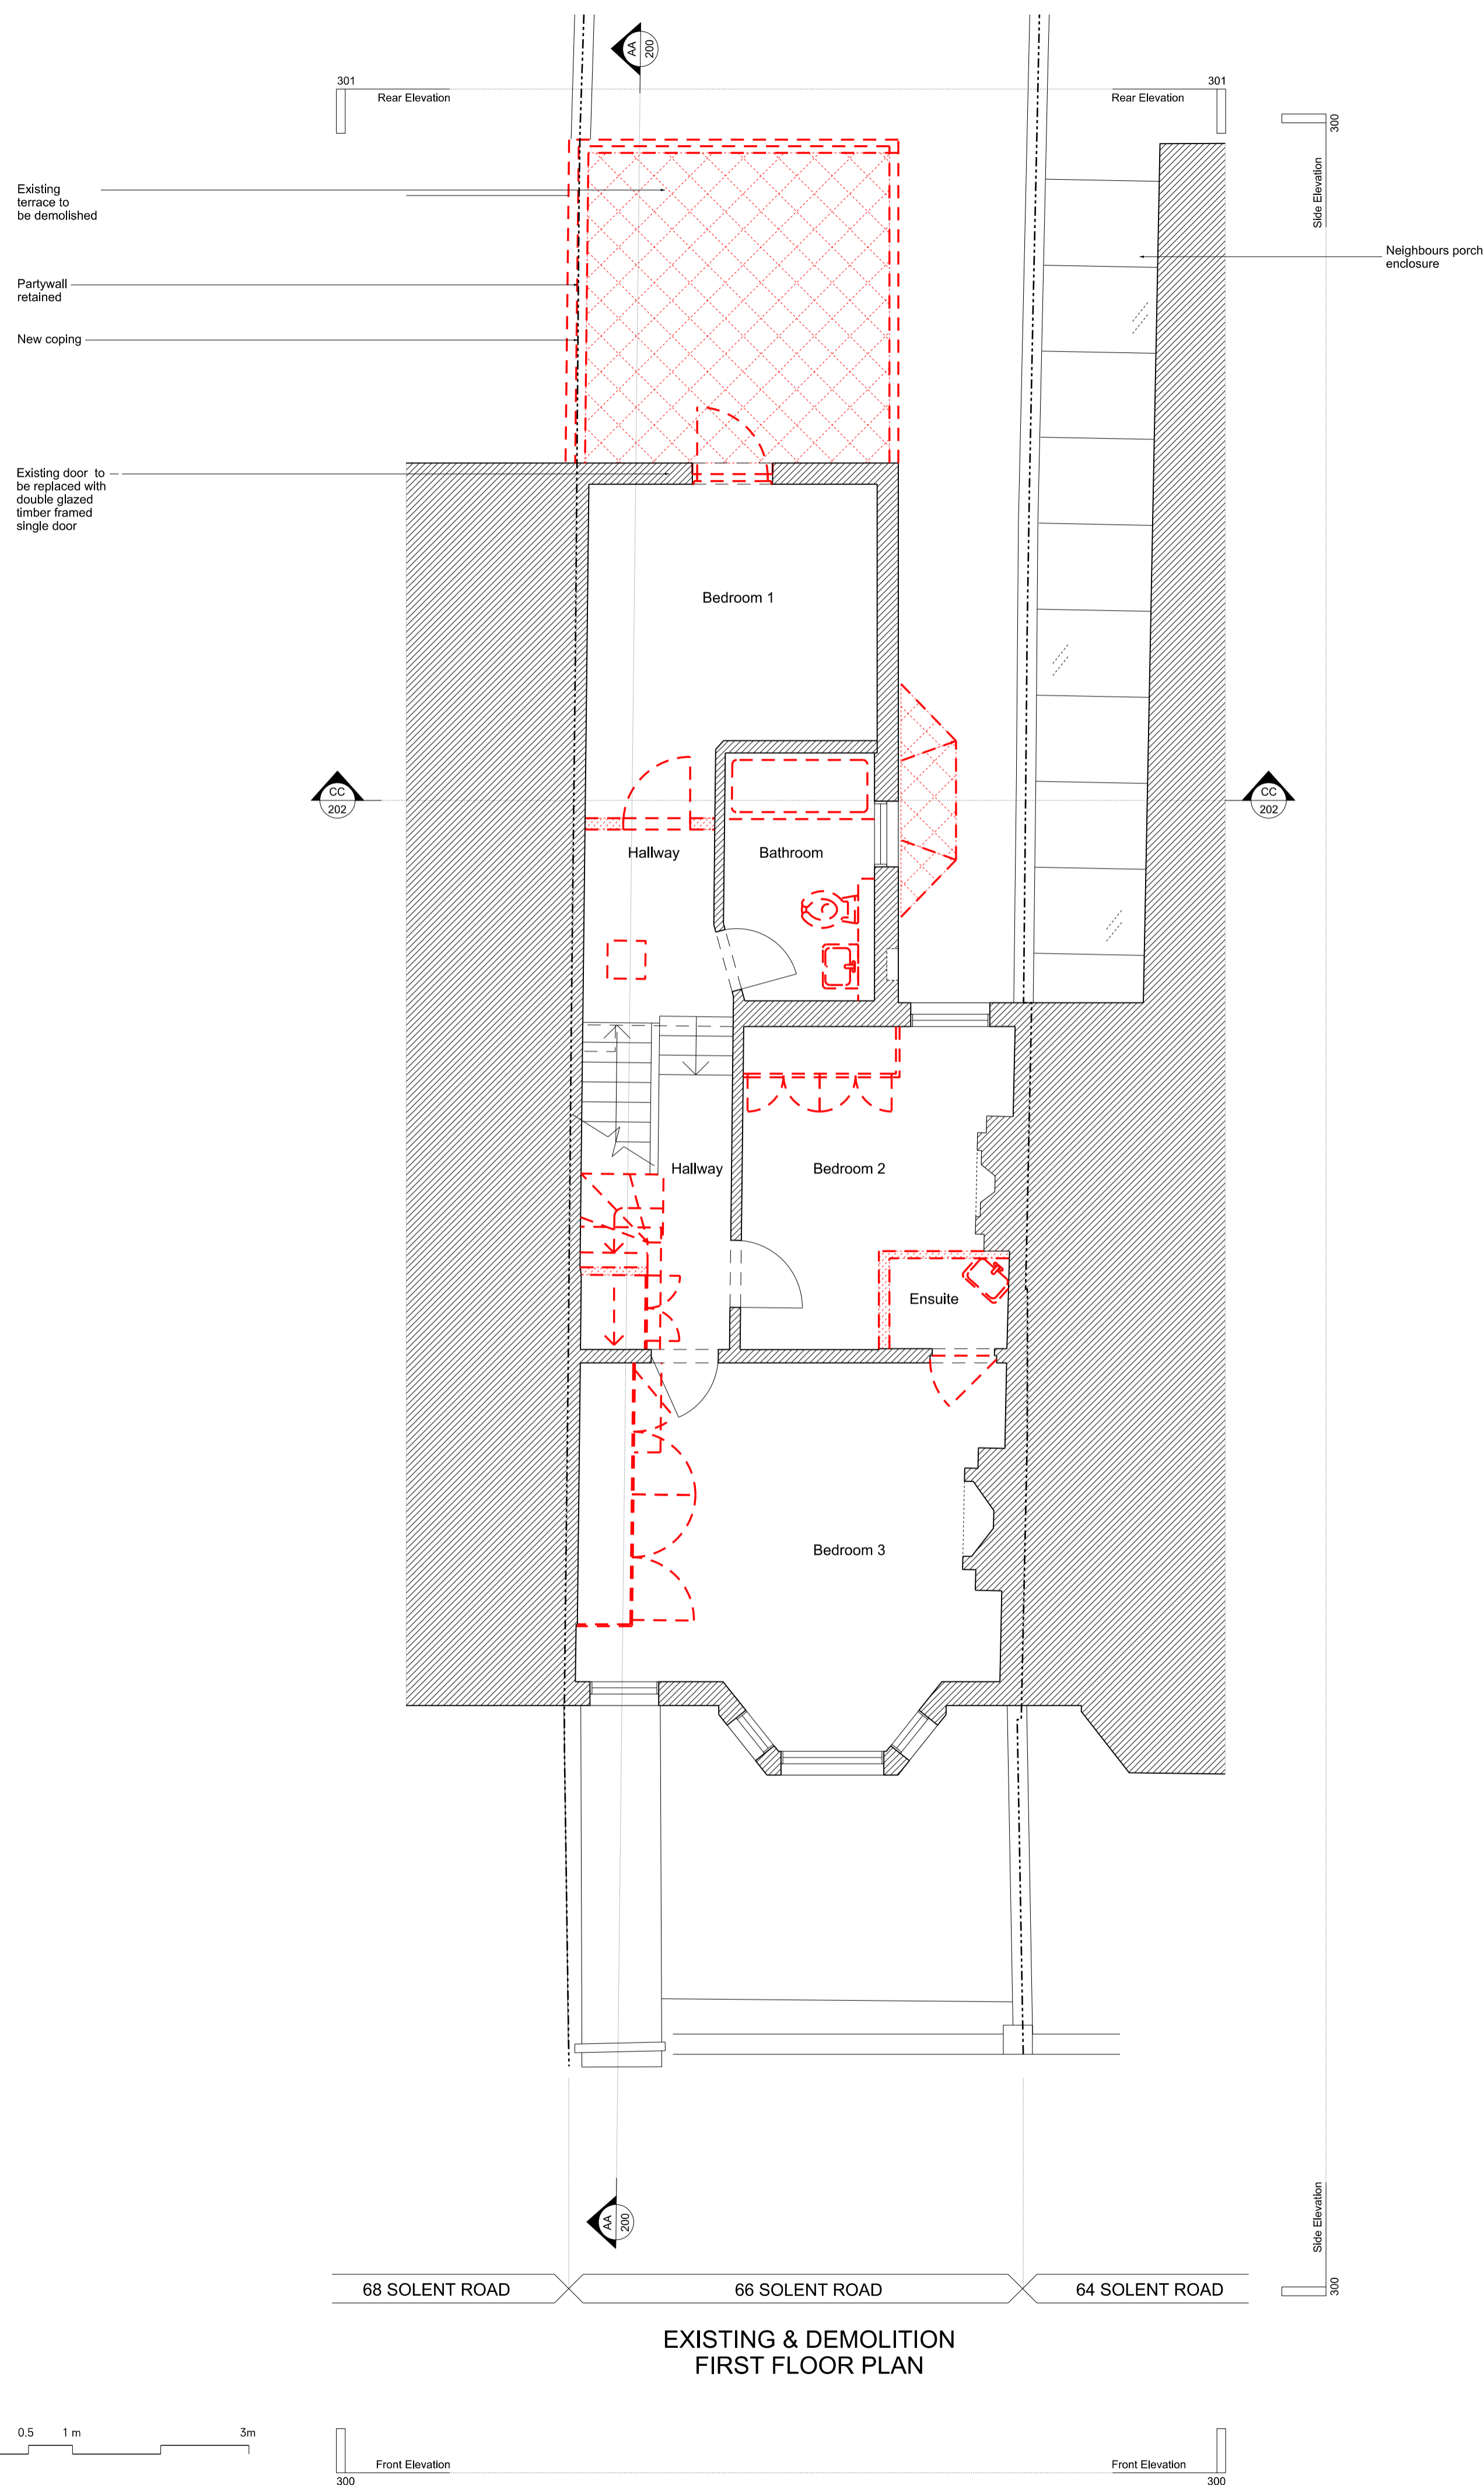 AA
200
301
Rear Elevation
301
Rear Elevation
300
Side Elevation
Existing
terrace to
be demolished
Neighbours porch
enclosure
Partywall
retained
New coping
Existing door to
be replaced with
double glazed
timber framed
single door
Bedroom 1
CC
202
CC
202
Hallway
Bathroom
Hallway
Bedroom 2
Ensuite
Bedroom 3
AA
200
Side Elevation
300
68 SOLENT ROAD
66 SOLENT ROAD
64 SOLENT ROAD
EXISTING & DEMOLITION
FIRST FLOOR PLAN
0.5
1 m
3m
Front Elevation
300
Front Elevation
300